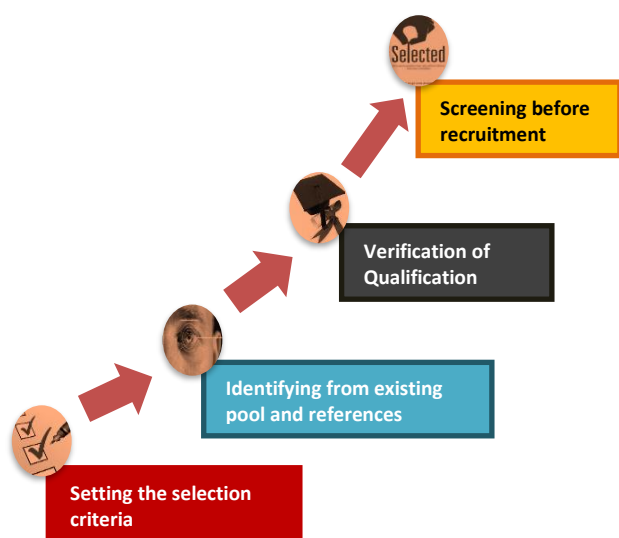 Selected
Screening before
recruitment
Verification of
Qualification
Identifying from existing
pool and references
Setting the selection
criteria